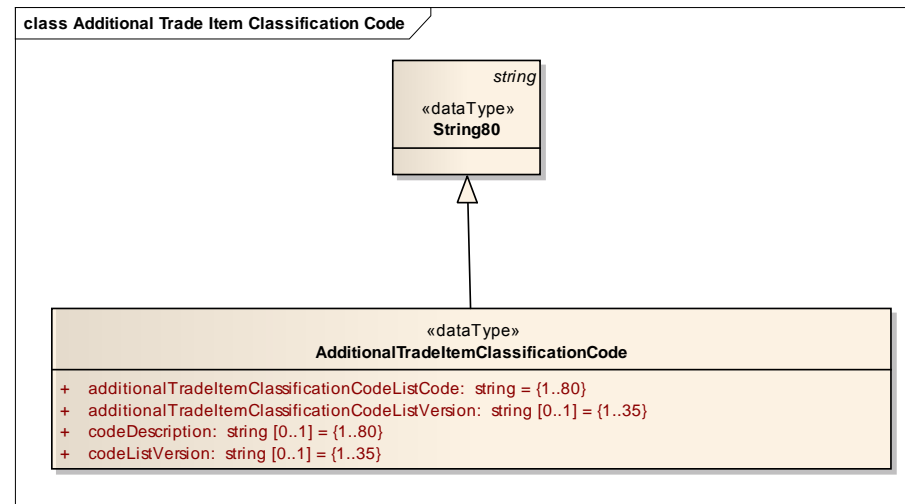 class Additional Trade Item Classification Code
string
«dataType»
String80
«dataType»
AdditionalTradeItemClassificationCode
+ additionalTradeItemClassificationCodeListCode: string = {1..80}
+ additionalTradeItemClassificationCodeListVersion: string [0..1] = {1..35}
+ codeDescription: string [0..1] = {1..80}
+ codeListVersion: string [0..1] = {1..35}